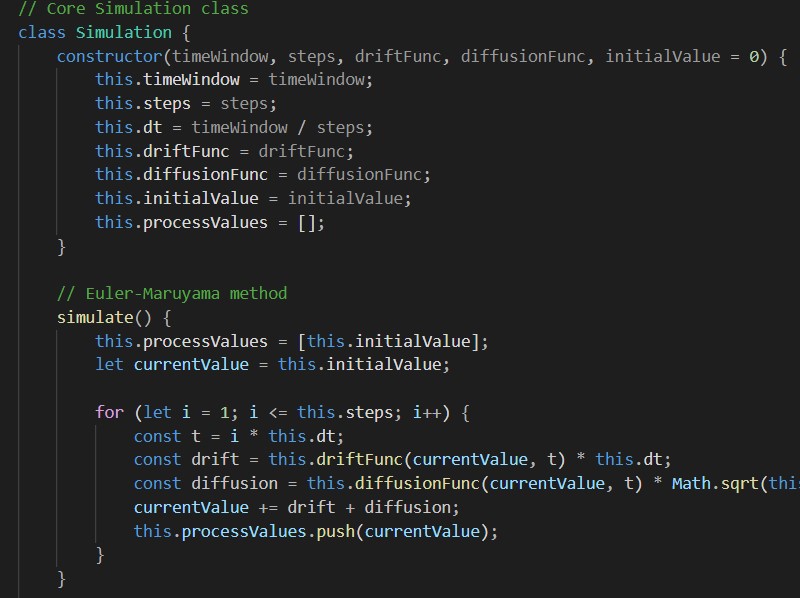 // Core Simulation class
class Simulation {
constructor(timeWindow, steps, driftFunc, diffusionFunc, initialValue = 0) {
this.timeWindow = timeWindow;
this.steps = steps;
this.dt = timeWindow / steps;
this.driftFunc = driftFunc;
this.diffusionFunc = diffusionFunc;
this.initialValue = initialValue;
this.processValues = [];
}
// Euler-Maruyama method
simulate() {
this.processValues = [this.initialValue];
let currentValue = this.initialValue;
for (let i = 1; i <= this.steps; i++) {
const t = i * this.dt;
const drift = this.driftFunc(currentValue, t) * this.dt;
const diffusion = this.diffusionFunc(currentValue, t) * Math.sqrt(
currentValue += drift + diffusion;
this.processValues.push(currentValue);
}
}